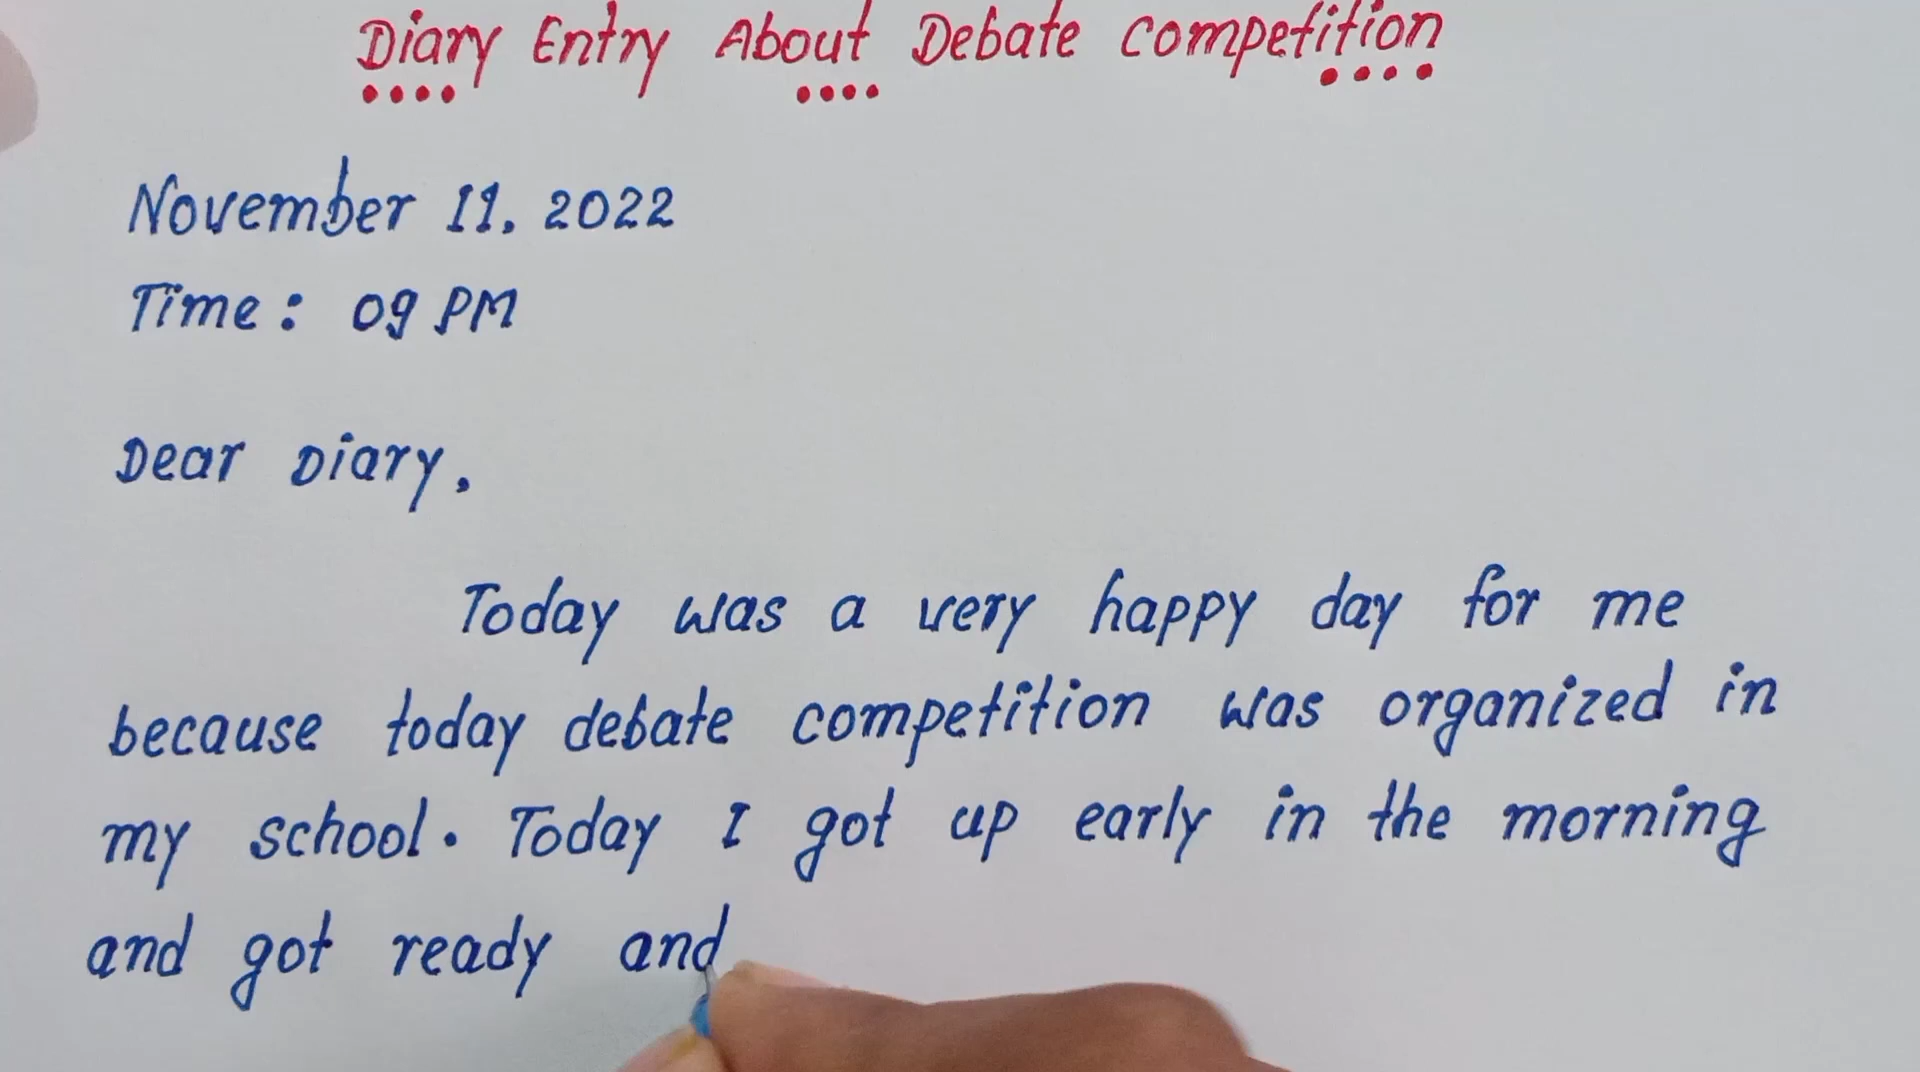 Diary Entry About Debate competition
November 11, 2022
Time: 09 PM
Dear Diary,
Today was a very happy day for me
because today debate competition was organized in
my school. Today I got up early in the morning
and got ready and